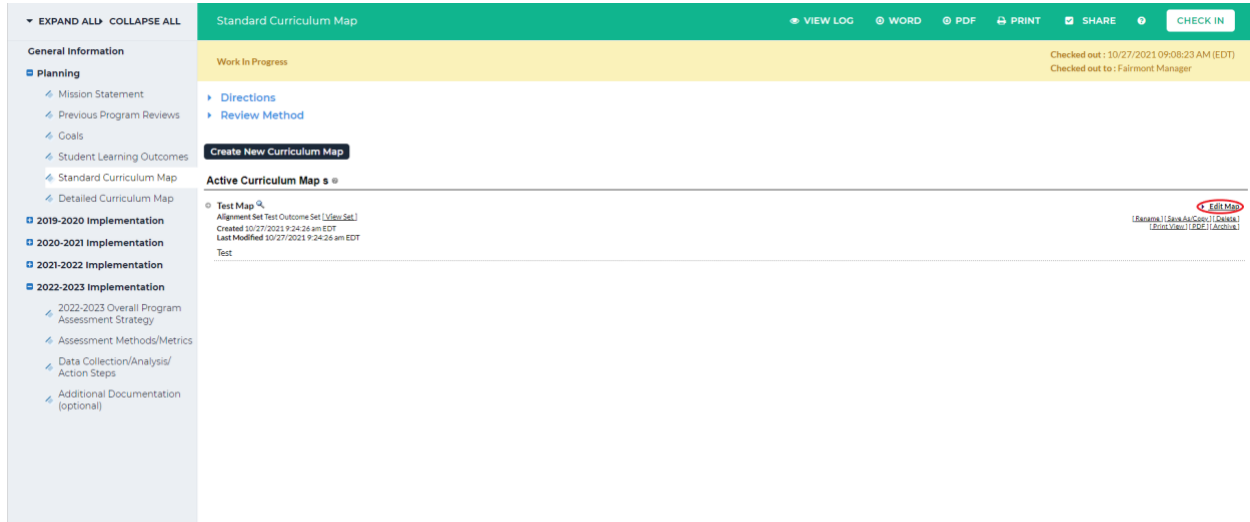 EXPAND ALL COLLAPSE ALL
Standard Curriculum Map
VIEW LOG WORD PDF PRINT SHARE CHECK IN
General Information
Planning
Mission Statement
Previous Program Reviews
Goals
Student Learning Outcomes
Standard Curriculum Map
Detailed Curriculum Map
2019-2020 Implementation
2020-2021 Implementation
2021-2022 Implementation
2022-2023 Implementation
2022-2023 Overall Program
Assessment Strategy
Assessment Methods/Metrics
Data Collection/Analysis/
Action Steps
Additional Documentation
(optional)
Work In Progress
Checked out : 10/27/2021 09:08:23 AM (EDT)
Checked out to : Fairmont Manager
Directions
Review Method
Create New Curriculum Map
Active Curriculum Map s
Test Map
Alignment Set Test Outcome Set [ View Set ]
Created 10/27/2021 9:24:26 am EDT
Last Modified 10/27/2021 9:24:26 am EDT
Test
Edit Map
[ Rename ] [ Save As/Copy ] [ Delete ]
[ Print View ] [ PDF ] [ Archive ]